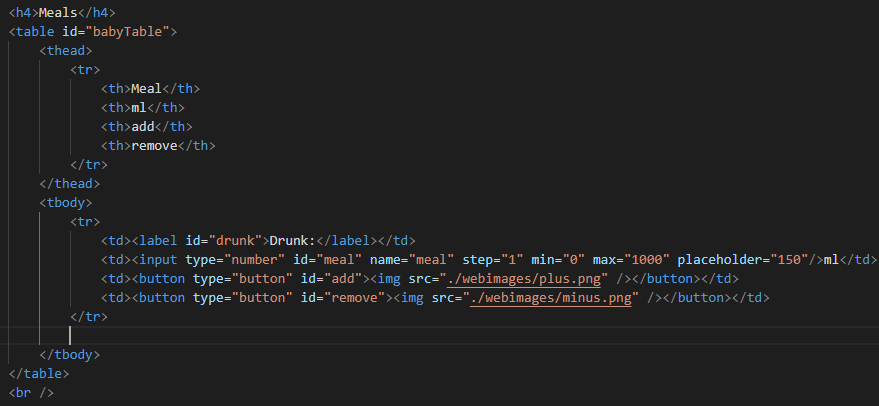 <h4>Meals</h4>
<table id="babyTable">
    <thead>
        <tr>
            <th>Meal</th>
            <th>ml</th>
            <th>add</th>
            <th>remove</th>
        </tr>
    </thead>
    <tbody>
        <tr>
            <td><label id="drunk">Drunk:</label></td>
            <td><input type="number" id="meal" name="meal" step="1" min="0" max="1000" placeholder="150"/>ml</td>
            <td><button type="button" id="add"><img src="./webimages/plus.png" /></button></td>
            <td><button type="button" id="remove"><img src="./webimages/minus.png" /></button></td>
        </tr>
    </tbody>
</table>
<br />